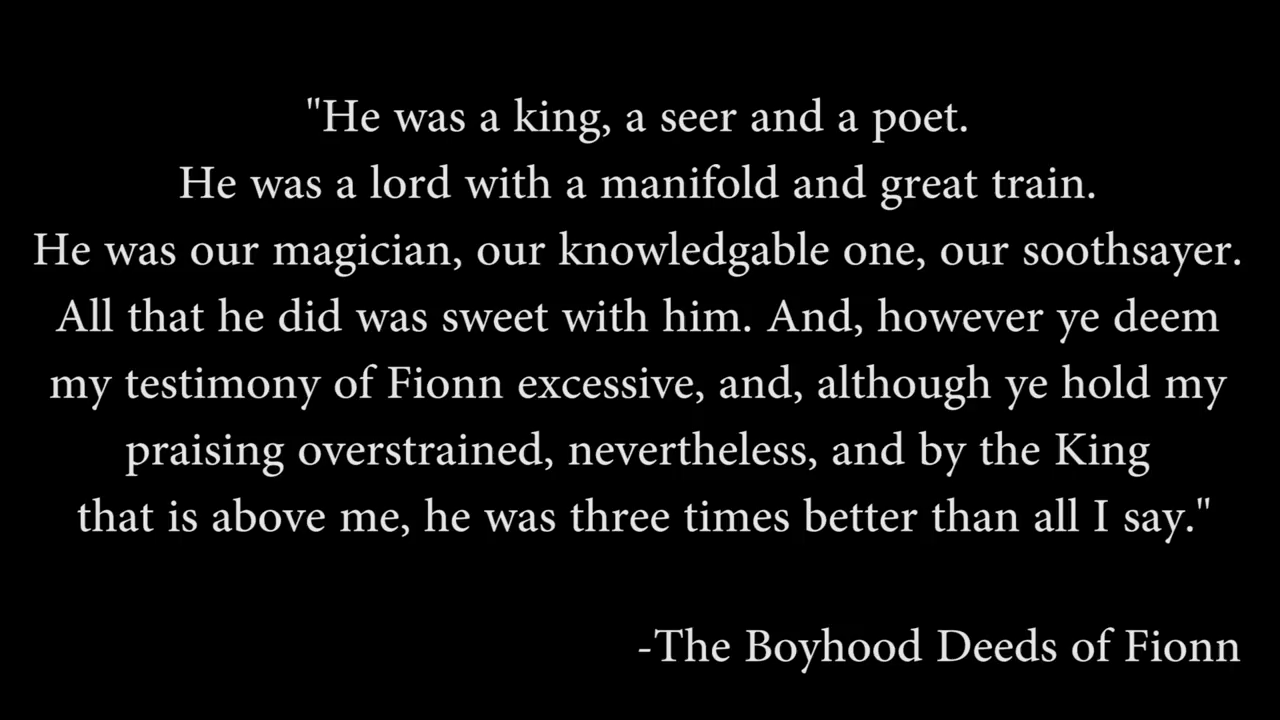 "He was a king, a seer and a poet.
He was a lord with a manifold and great train.
He was our magician, our knowledgable one, our soothsayer.
All that he did was sweet with him. And, however ye deem
my testimony of Fionn excessive, and, although ye hold my
praising overstrained, nevertheless, and by the King
that is above me, he was three times better than all I say."
-The Boyhood Deeds of Fionn